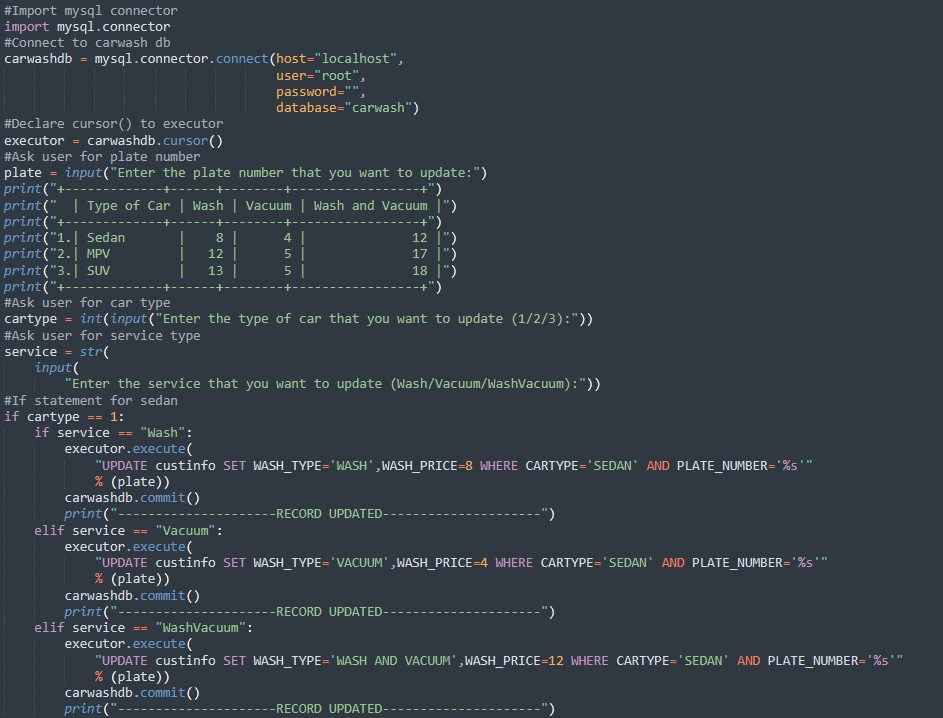 #Import mysql connector
import mysql.connector
#Connect to carwash db
carwashdb = mysql.connector.connect(host="localhost",
                                    user="root",
                                    password="",
                                    database="carwash")
#Declare cursor() to executor
executor = carwashdb.cursor()
#Ask user for plate number
plate = input("Enter the plate number that you want to update:")
print("+-------------+------+--------+-----------------+")
print("  | Type of Car | Wash | Vacuum | Wash and Vacuum |")
print("+-------------+------+--------+-----------------+")
print("1.| Sedan       |    8 |      4 |              12 |")
print("2.| MPV         |   12 |      5 |              17 |")
print("3.| SUV         |   13 |      5 |              18 |")
print("+-------------+------+--------+-----------------+")
#Ask user for car type
cartype = int(input("Enter the type of car that you want to update (1/2/3):"))
#Ask user for service type
service = str(
    input(
        "Enter the service that you want to update (Wash/Vacuum/WashVacuum):"))
#If statement for sedan
if cartype == 1:
    if service == "Wash":
        executor.execute(
            "UPDATE custinfo SET WASH_TYPE='WASH',WASH_PRICE=8 WHERE CARTYPE='SEDAN' AND PLATE_NUMBER='%s'"
            % (plate))
        carwashdb.commit()
        print("---------------------RECORD UPDATED---------------------")
    elif service == "Vacuum":
        executor.execute(
            "UPDATE custinfo SET WASH_TYPE='VACUUM',WASH_PRICE=4 WHERE CARTYPE='SEDAN' AND PLATE_NUMBER='%s'"
            % (plate))
        carwashdb.commit()
        print("---------------------RECORD UPDATED---------------------")
    elif service == "WashVacuum":
        executor.execute(
            "UPDATE custinfo SET WASH_TYPE='WASH AND VACUUM',WASH_PRICE=12 WHERE CARTYPE='SEDAN' AND PLATE_NUMBER='%s'"
            % (plate))
        carwashdb.commit()
        print("---------------------RECORD UPDATED---------------------")